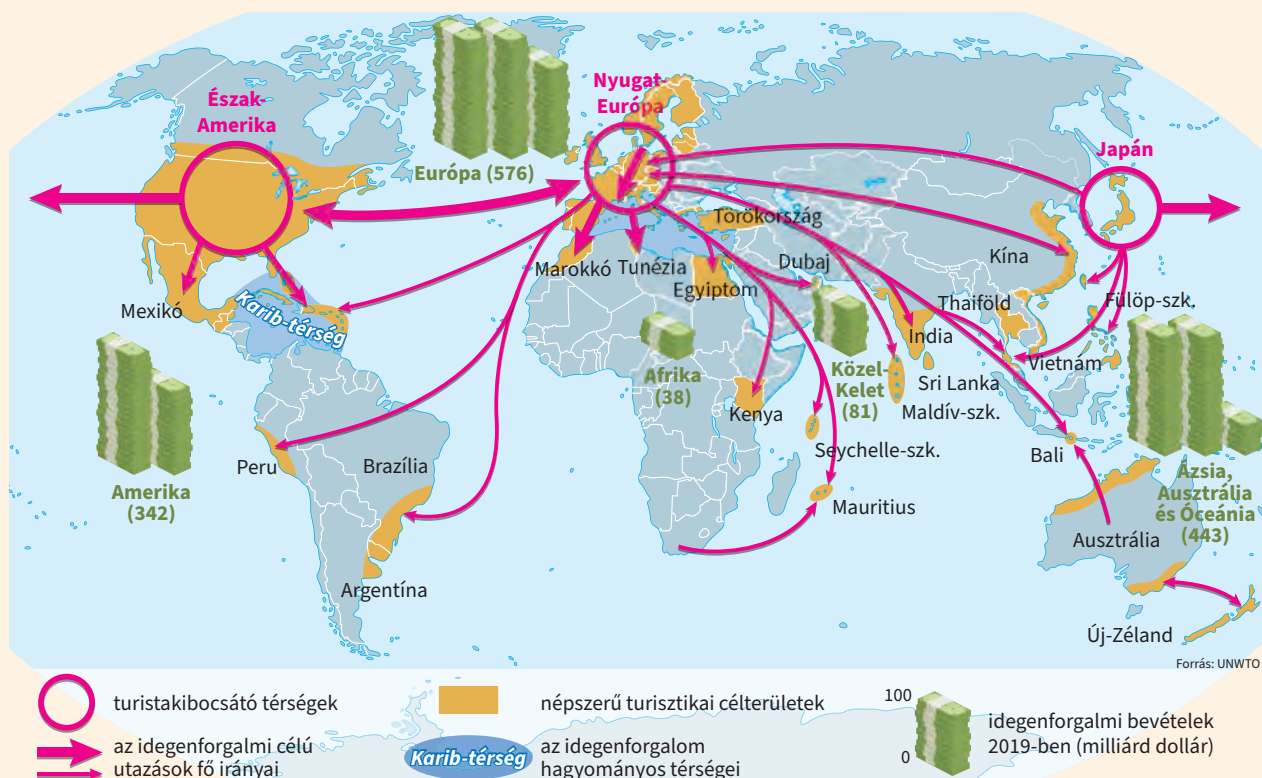 Észak-
Amerika
Európa (576)
Nyugat-
Európa
Japán
Törökország
Marokkó
Tunézia
Egyiptom
Dubaj
Kína
Mexikó
Karib-térség
Thaiföld
Fülöp-szk.
India
Vietnám
Afrika
(38)
Közel-
Kelet
(81)
Sri Lanka
Maldív-szk.
Kenya
Seychelle-szk.
Bali
Mauritius
Amerika
(342)
Peru
Brazília
Argentína
Ázsia,
Ausztrália
és Óceánia
(443)
Ausztrália
Új-Zéland
Forrás: UNWTO
turistakibocsátó térségek
az idegenforgalmi célú
utazások fő irányai
népszerű turisztikai célterületek
Karib-térség
az idegenforgalom
hagyományos térségei
100
0
idegenforgalmi bevételek
2019-ben (milliárd dollár)